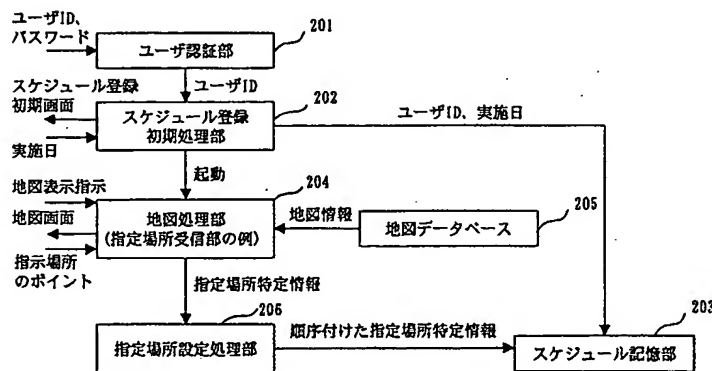 ユーザID、
パスワード
201
ユーザ認証部
ユーザID
スケジュール登録
初期画面
202
スケジュール登録
初期処理部
ユーザID、実施日
実施日
起動
地図表示指示
204
地図画面
地図処理部
(指定場所受信部の例)
地図情報
205
地図データベース
指示場所
のポイント
指定場所特定情報
206
指定場所設定処理部
順序付けた指定場所特定情報
203
スケジュール記憶部